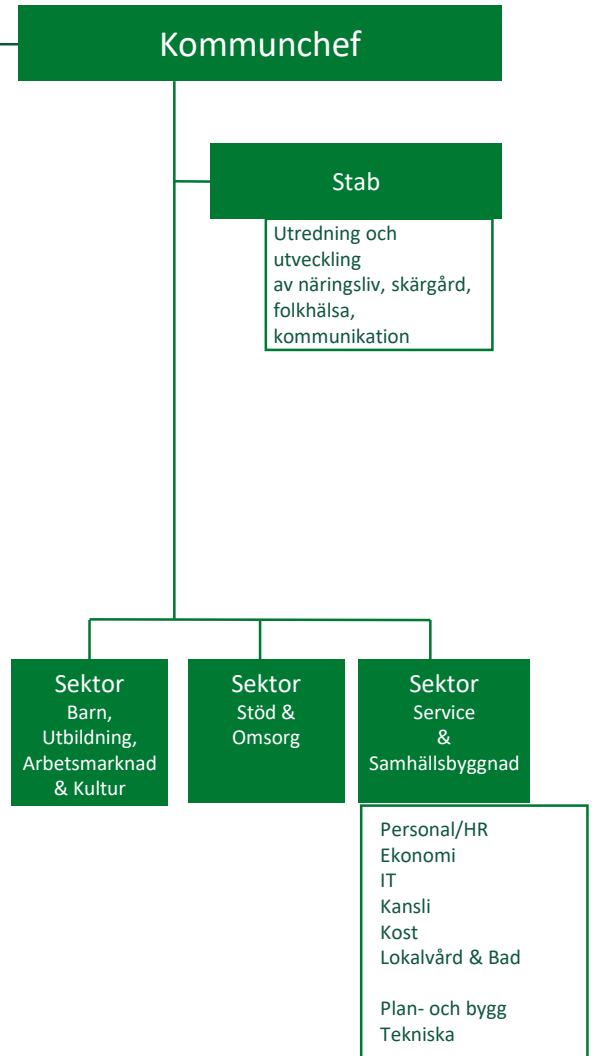 Kommunchef
Stab
Utredning och
utveckling
av näringsliv, skärgård,
folkhälsa,
kommunikation
Sektor
Barn,
Utbildning,
Arbetsmarknad
& Kultur
Sektor
Stöd &
Omsorg
Sektor
Service
&
Samhällsbyggnad
Personal/HR
Ekonomi
IT
Kansli
Kost
Lokalvård & Bad
Plan- och bygg
Tekniska